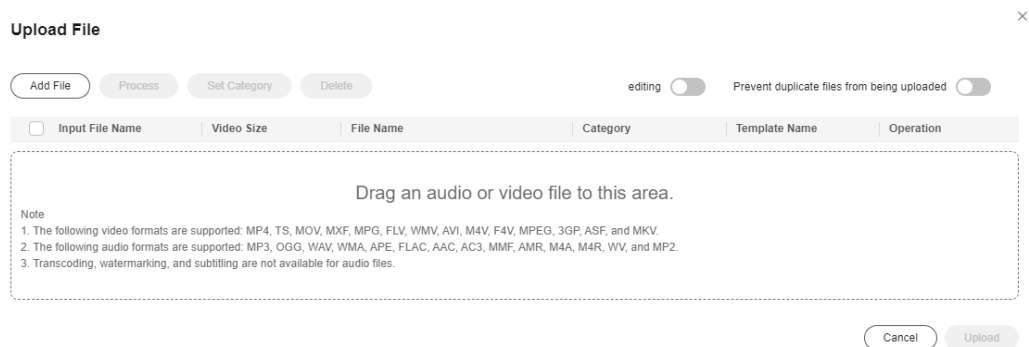 Upload File
Add File Process Set Category Delete editing Prevent duplicate files from being uploaded
Input File Name Video Size File Name Category Template Name Operation
Drag an audio or video file to this area.
Note
1. The following video formats are supported: MP4, TS, MOV, MXF, MPG, FLV, WMV, AVI, M4V, F4V, MPEG, 3GP, ASF, and MKV.
2. The following audio formats are supported: MP3, OGG, WAV, WMA, APE, FLAC, AAC, AC3, MMF, AMR, M4A, M4R, WV, and MP2.
3. Transcoding, watermarking, and subtitling are not available for audio files.
Cancel Upload